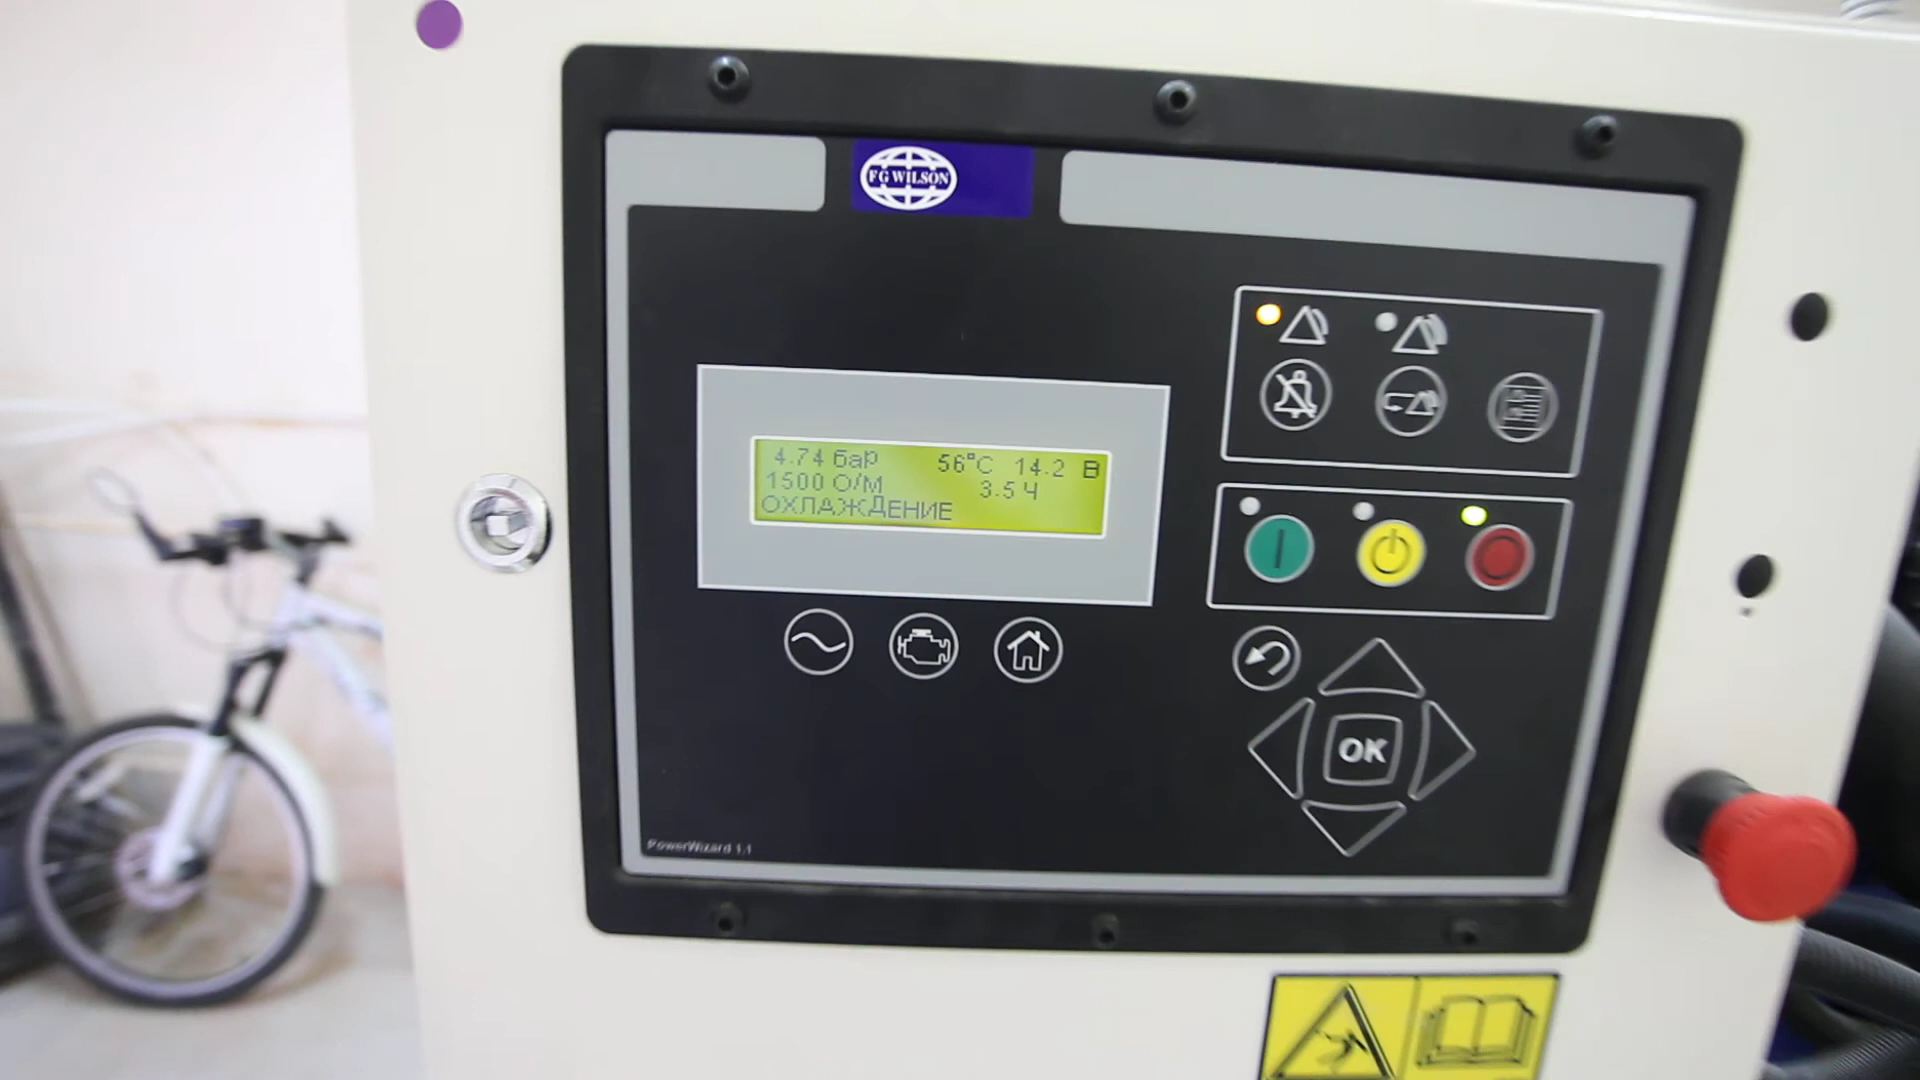 FG WILSON
4.74 бар 56°C 14.2 В
1500 О/М 3.5 Ч
ОХЛАЖДЕНИЕ
OK
PowerWizard 1.1